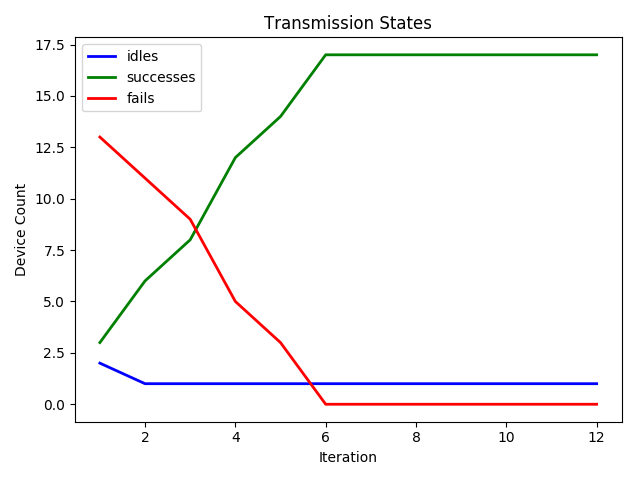 Transmission States
17.5
15.0
12.5
10.0
7.5
5.0
2.5
0.0
Device Count
idles
successes
fails
2 4 6 8 10 12
Iteration